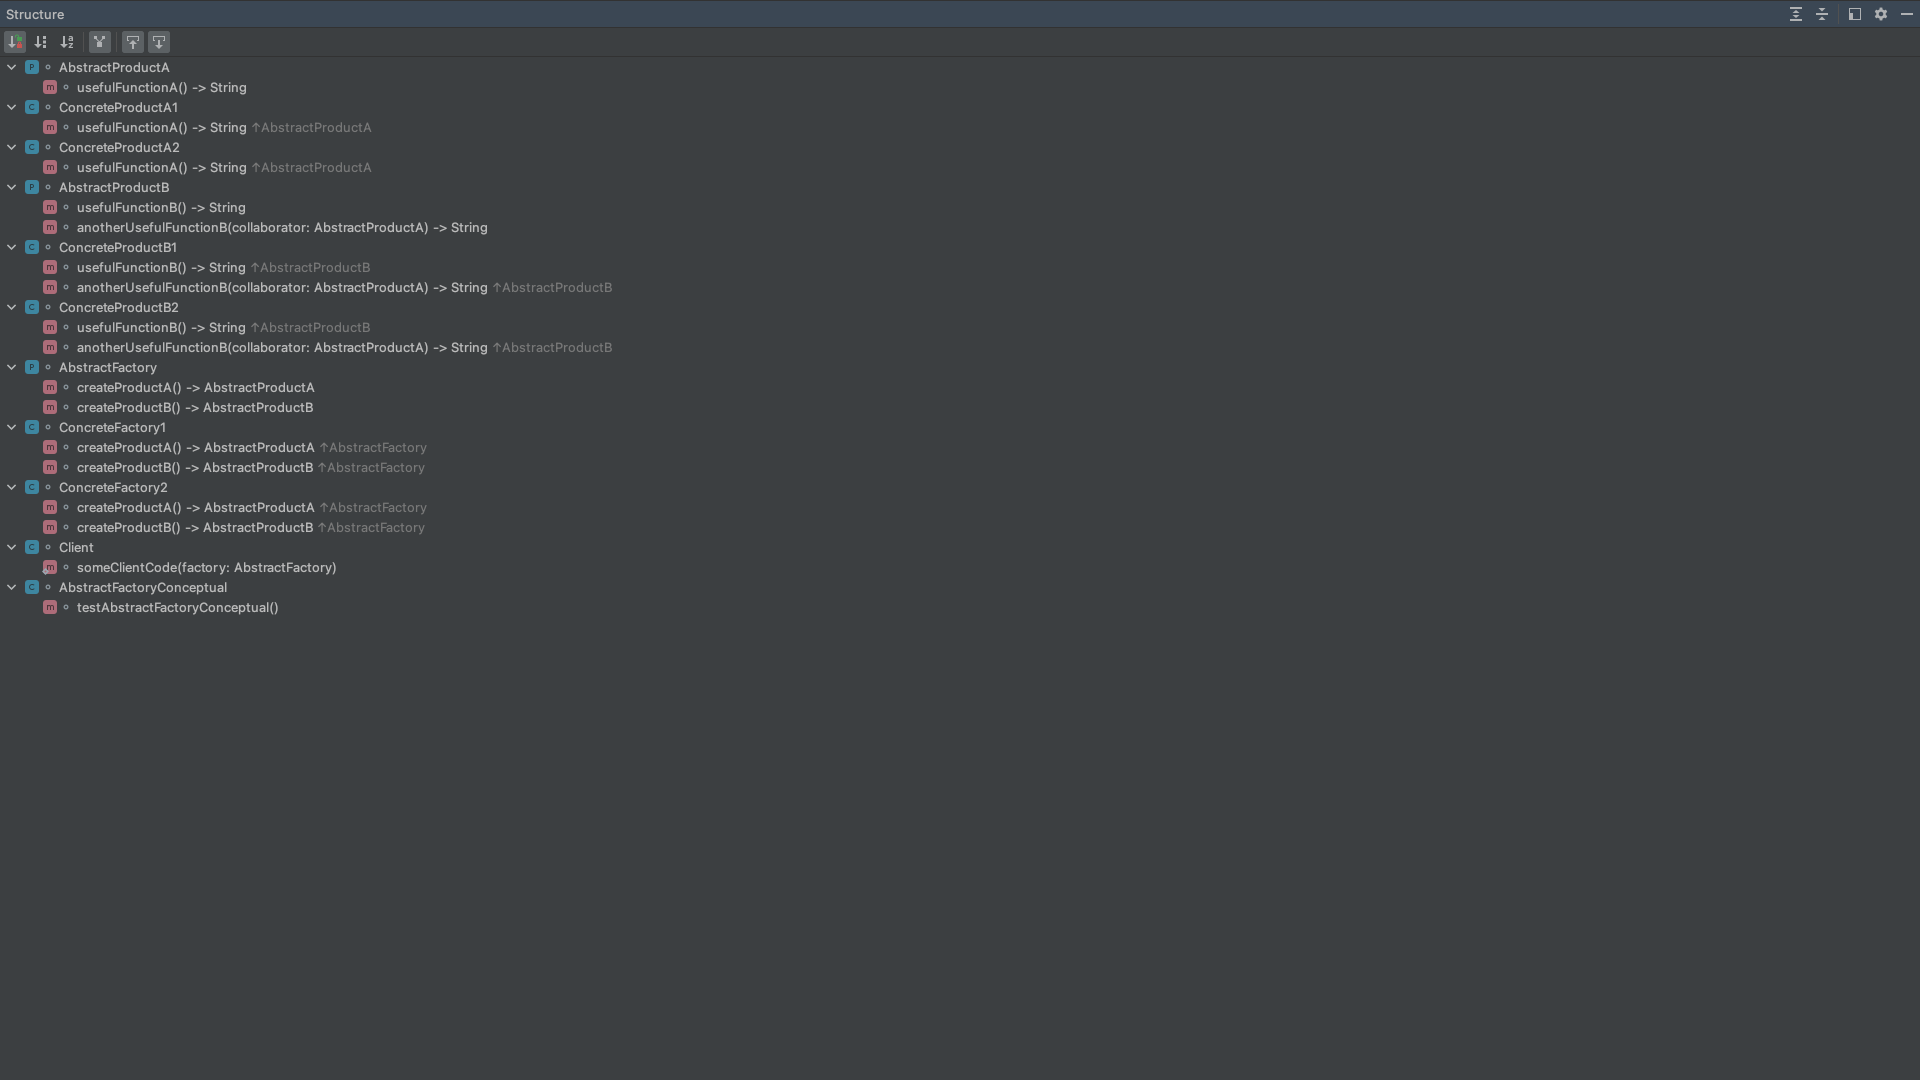 Structure
AbstractProductA
usefulFunctionA() -> String
ConcreteProductA1
usefulFunctionA() -> String ↑AbstractProductA
ConcreteProductA2
usefulFunctionA() -> String ↑AbstractProductA
AbstractProductB
usefulFunctionB() -> String
anotherUsefulFunctionB(collaborator: AbstractProductA) -> String
ConcreteProductB1
usefulFunctionB() -> String ↑AbstractProductB
anotherUsefulFunctionB(collaborator: AbstractProductA) -> String ↑AbstractProductB
ConcreteProductB2
usefulFunctionB() -> String ↑AbstractProductB
anotherUsefulFunctionB(collaborator: AbstractProductA) -> String ↑AbstractProductB
AbstractFactory
createProductA() -> AbstractProductA
createProductB() -> AbstractProductB
ConcreteFactory1
createProductA() -> AbstractProductA ↑AbstractFactory
createProductB() -> AbstractProductB ↑AbstractFactory
ConcreteFactory2
createProductA() -> AbstractProductA ↑AbstractFactory
createProductB() -> AbstractProductB ↑AbstractFactory
Client
someClientCode(factory: AbstractFactory)
AbstractFactoryConceptual
testAbstractFactoryConceptual()